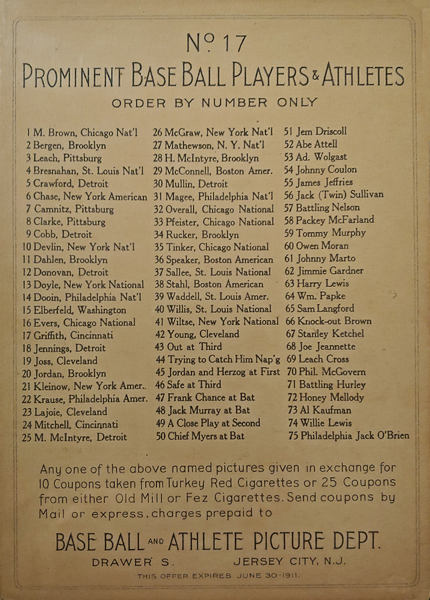 No 17
PROMINENT BASE BALL PLAYERS & ATHLETES
ORDER BY NUMBER ONLY
1 M. Brown, Chicago Nat'l
2 Bergen, Brooklyn
3 Leach, Pittsburg
4 Bresnahan, St. Louis Nat'l
5 Crawford, Detroit
6 Chase, New York American
7 Camnitz, Pittsburg
8 Clarke, Pittsburg
9 Cobb, Detroit
10 Devlin, New York Nat'l
11 Dahlen, Brooklyn
12 Donovan, Detroit
13 Doyle, New York National
14 Dooin, Philadelphia Nat'l
15 Elberfeld, Washington
16 Evers, Chicago National
17 Griffith, Cincinnati
18 Jennings, Detroit
19 Joss, Cleveland
20 Jordan, Brooklyn
21 Kleinow, New York Amer.
22 Krause, Philadelphia Amer.
23 Lajoie, Cleveland
24 Mitchell, Cincinnati
25 M. McIntyre, Detroit
26 McGraw, New York Nat'l
27 Mathewson, N. Y. Nat'l
28 H. McIntyre, Brooklyn
29 McConnell, Boston Amer.
30 Mullin, Detroit
31 Magee, Philadelphia Nat'l
32 Overall, Chicago National
33 Pfeister, Chicago National
34 Rucker, Brooklyn
35 Tinker, Chicago National
36 Speaker, Boston American
37 Sallee, St. Louis National
38 Stahl, Boston American
39 Waddell, St. Louis Amer.
40 Willis, St. Louis National
41 Wiltse, New York National
42 Young, Cleveland
43 Out at Third
44 Trying to Catch Him Nap'g
45 Jordan and Herzog at First
46 Safe at Third
47 Frank Chance at Bat
48 Jack Murray at Bat
49 A Close Play at Second
50 Chief Myers at Bat
51 Jem Driscoll
52 Abe Attell
53 Ad. Wolgast
54 Johnny Coulon
55 James Jeffries
56 Jack (Twin) Sullivan
57 Battling Nelson
58 Packey McFarland
59 Tommy Murphy
60 Owen Moran
61 Johnny Marto
62 Jimmie Gardner
63 Harry Lewis
64 Wm. Papke
65 Sam Langford
66 Knock-out Brown
67 Stanley Ketchel
68 Joe Jeannette
69 Leach Cross
70 Phil. McGovern
71 Battling Hurley
72 Honey Mellody
73 Al Kaufman
74 Willie Lewis
75 Philadelphia Jack O'Brien
Any one of the above named pictures given in exchange for
10 Coupons taken from Turkey Red Cigarettes or 25 Coupons
from either Old Mill or Fez Cigarettes. Send coupons by
Mail or express, charges prepaid to
BASE BALL AND ATHLETE PICTURE DEPT.
DRAWER S. JERSEY CITY, N.J.
THIS OFFER EXPIRES JUNE 30-1911.